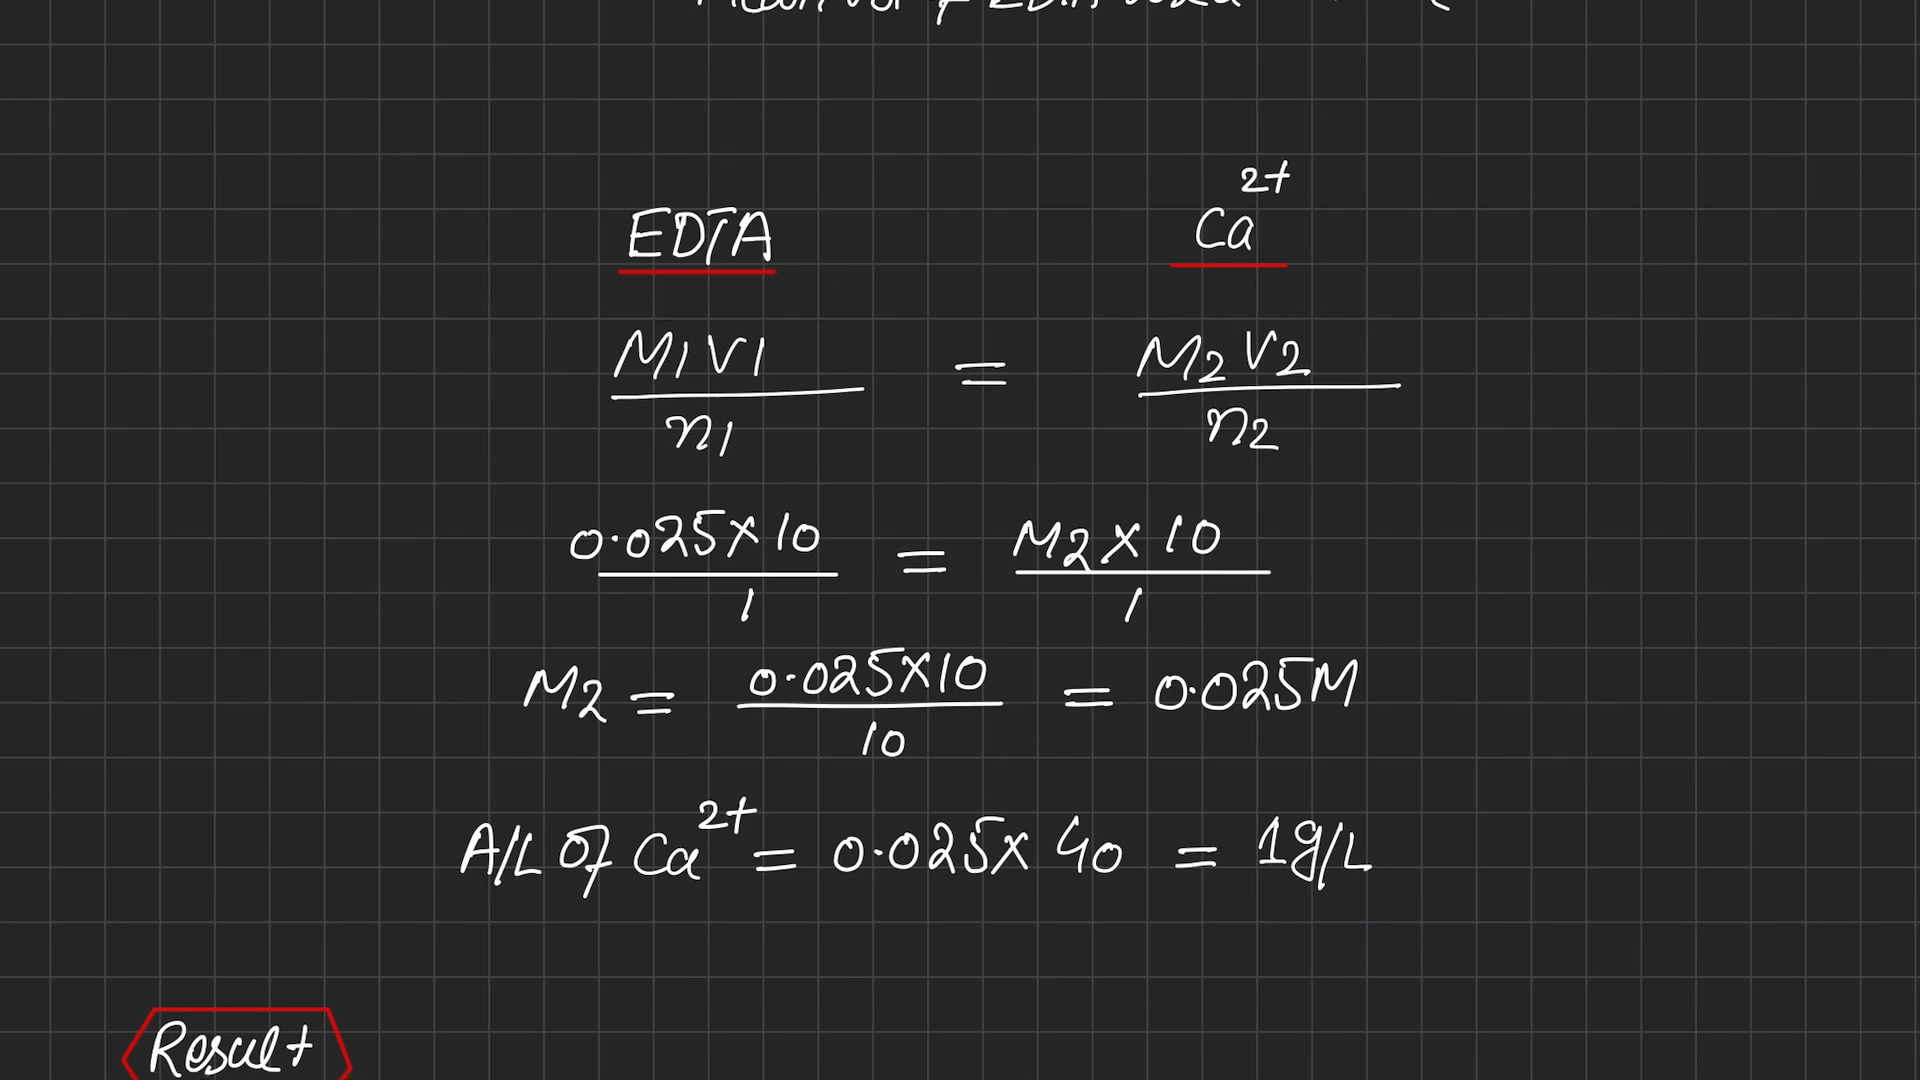 EDTA Ca²⁺
M1V1/n1 = M2V2/n2
0.025×10/1 = M2×10/1
M2 = 0.025×10/10 = 0.025M
A/L Of Ca²⁺ = 0.025×40 = 1g/L
Result